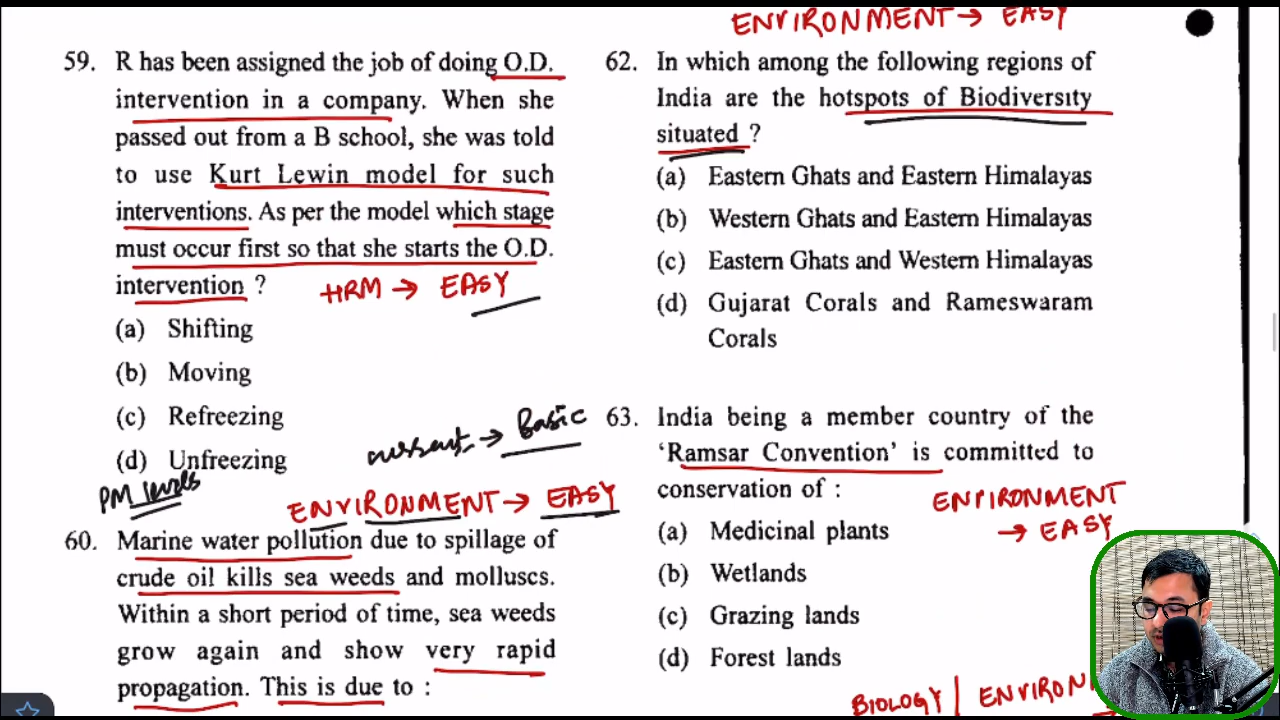 59. R has been assigned the job of doing O.D.
intervention in a company. When she
passed out from a B school, she was told
to use Kurt Lewin model for such
interventions. As per the model which stage
must occur first so that she starts the O.D.
intervention ?
HRM → EASY
(a) Shifting
(b) Moving
(c) Refreezing
(d) Unfreezing
→ Basic
PM levels
ENVIRONMENT → EASY
60. Marine water pollution due to spillage of
crude oil kills sea weeds and molluscs.
Within a short period of time, sea weeds
grow again and show very rapid
propagation. This is due to :
ENVIRONMENT → EASY
62. In which among the following regions of
India are the hotspots of Biodiversity
situated ?
(a) Eastern Ghats and Eastern Himalayas
(b) Western Ghats and Eastern Himalayas
(c) Eastern Ghats and Western Himalayas
(d) Gujarat Corals and Rameswaram
Corals
63. India being a member country of the
‘Ramsar Convention’ is committed to
conservation of :
ENVIRONMENT
→ EASY
(a) Medicinal plants
(b) Wetlands
(c) Grazing lands
(d) Forest lands
BIOLOGY | ENVIRON